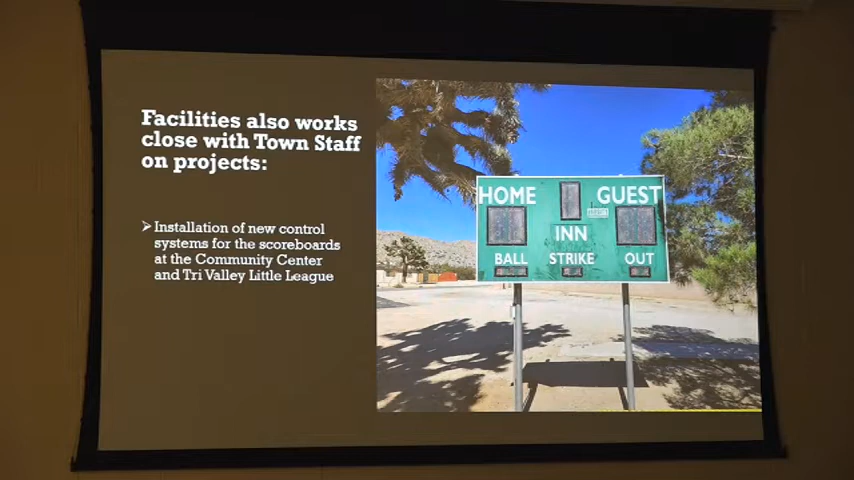 Facilities also works
close with Town Staff
on projects:
➢ Installation of new control
systems for the scoreboards
at the Community Center
and Tri Valley Little League
HOME GUEST
INN
BALL STRIKE OUT